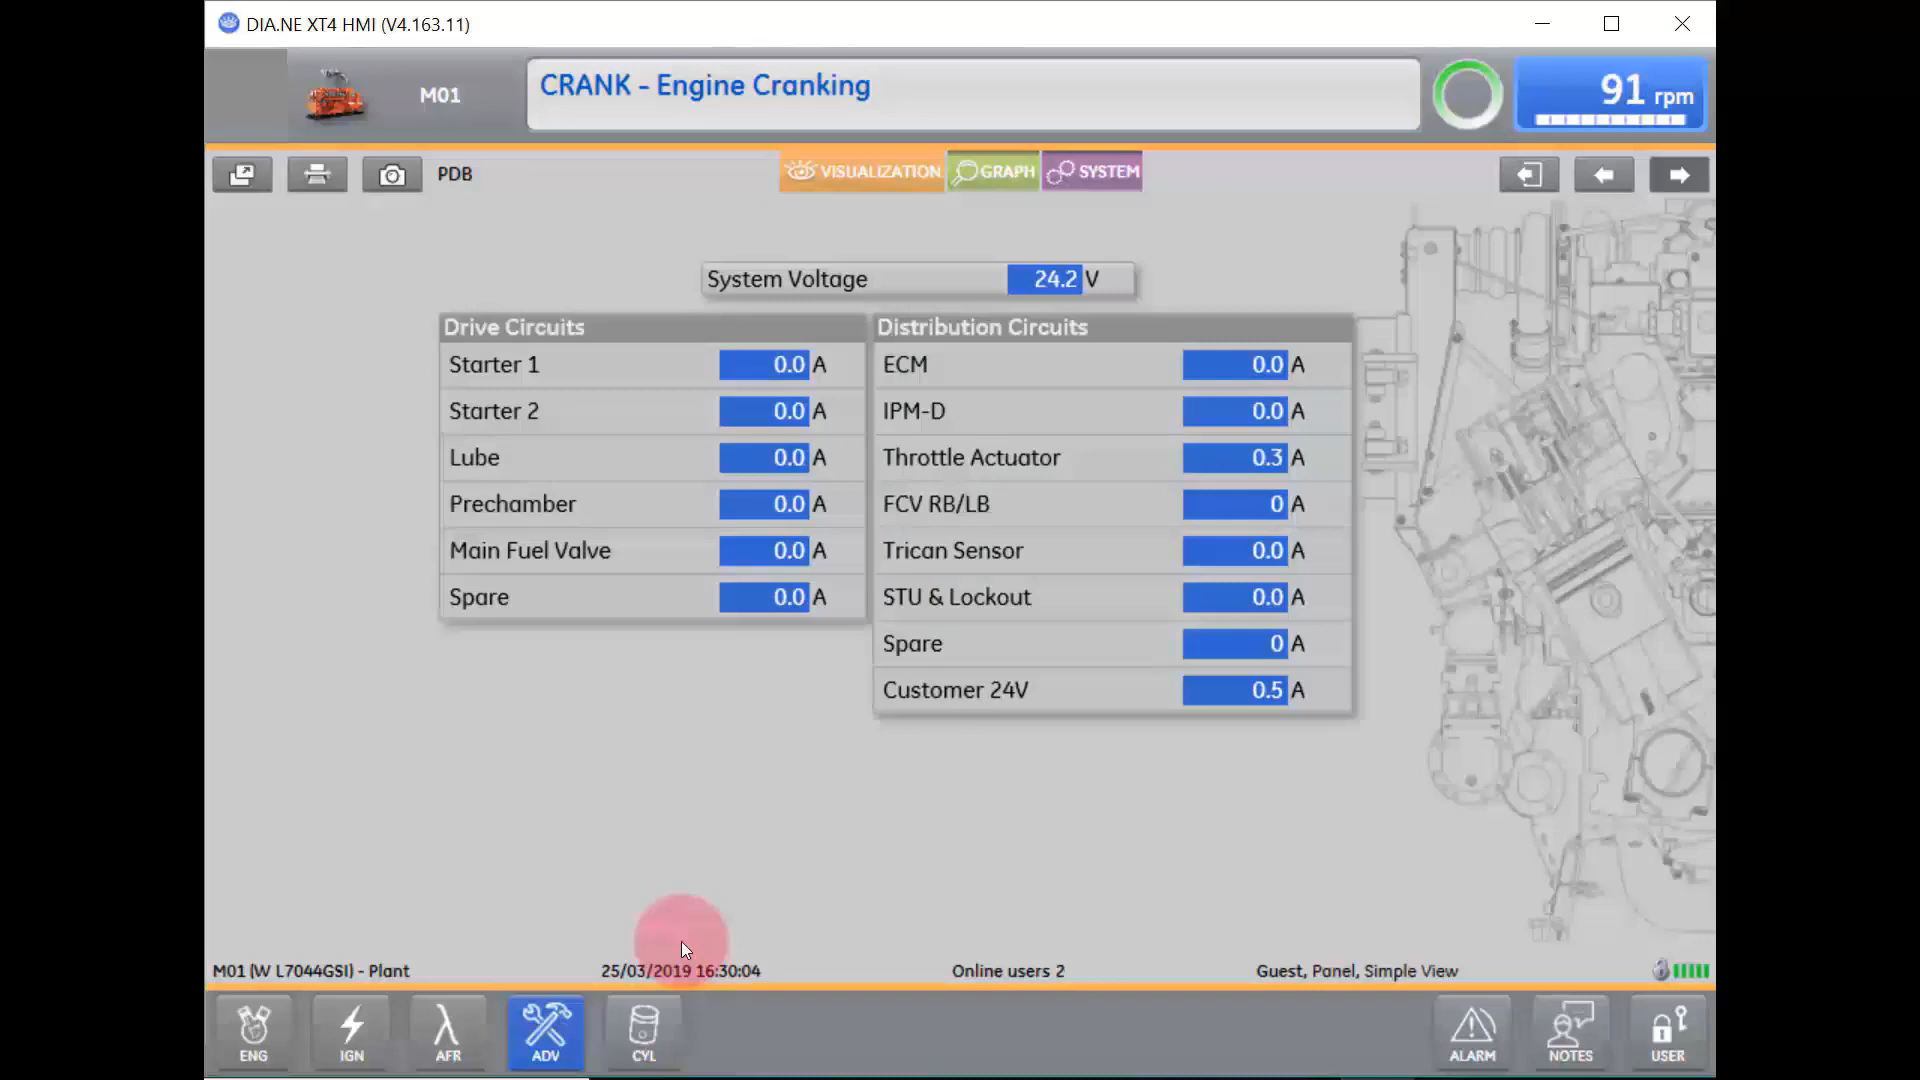 DIA.NE XT4 HMI (V4.163.11)
M01
CRANK - Engine Cranking
91 rpm
PDB
VISUALIZATION
GRAPH
SYSTEM
System Voltage 24.2 V
Drive Circuits
Starter 1 0.0 A
Starter 2 0.0 A
Lube 0.0 A
Prechamber 0.0 A
Main Fuel Valve 0.0 A
Spare 0.0 A
Distribution Circuits
ECM 0.0 A
IPM-D 0.0 A
Throttle Actuator 0.3 A
FCV RB/LB 0 A
Trican Sensor 0.0 A
STU & Lockout 0.0 A
Spare 0 A
Customer 24V 0.5 A
M01 (W L7044GSI) - Plant
25/03/2019 16:30:04
Online users 2
Guest, Panel, Simple View
ENG
IGN
AFR
ADV
CYL
ALARM
NOTES
USER